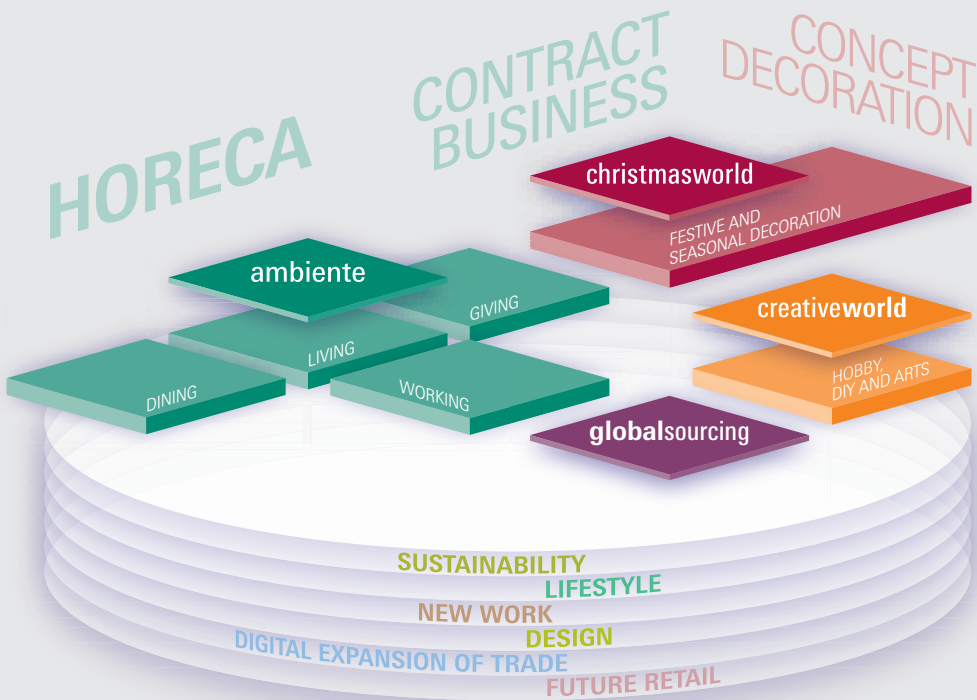 HORECA
CONTRACT
BUSINESS
CONCEPT
DECORATION
christmasworld
FESTIVE AND
SEASONAL DECORATION
ambiente
GIVING
LIVING
DINING
WORKING
creativeworld
HOBBY,
DIY AND ARTS
globalsourcing
SUSTAINABILITY
LIFESTYLE
NEW WORK
DESIGN
DIGITAL EXPANSION OF TRADE
FUTURE RETAIL